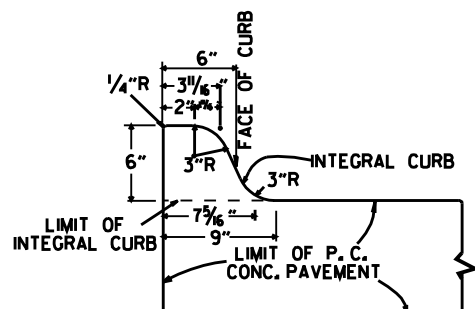 6"
3 11/16"
1/4"R
2"
FACE OF CURB
6"
3"R
INTEGRAL CURB
3"R
7 5/16"
LIMIT OF
INTEGRAL CURB
9"
LIMIT OF P.C.
CONC. PAVEMENT